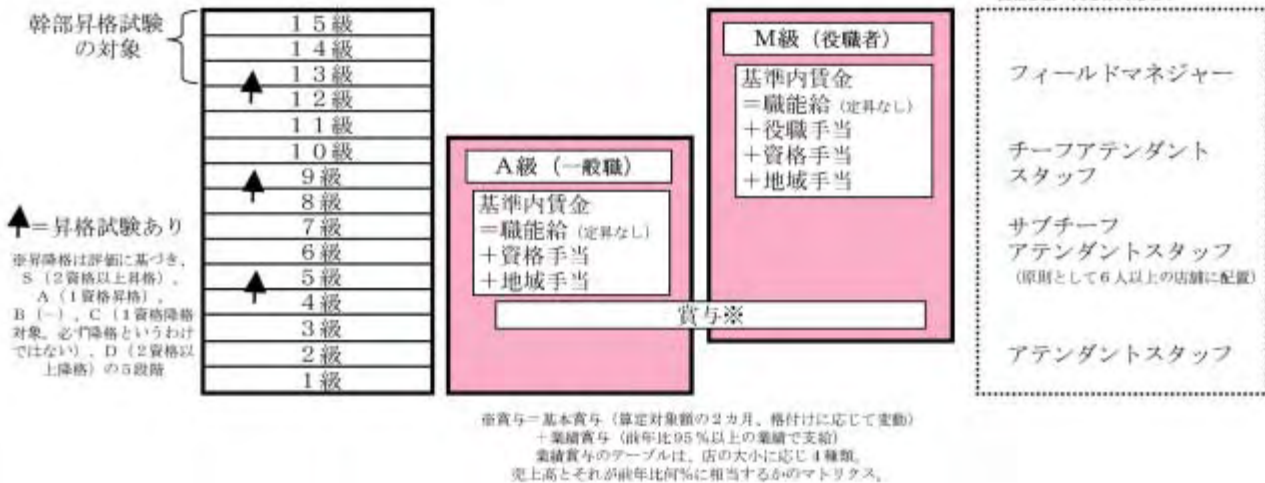 幹部昇格試験
の対象
15級
14級
13級
12級
11級
10級
9級
8級
7級
6級
5級
4級
3級
2級
1級
=昇格試験あり
※昇降格は評価に基づき、
S(2資格以上昇格)、
A(1資格昇格)、
B(-)、C(1資格降格
対象。必ず降格というわけ
ではない)、D(2資格以
上降格)の5段階
A級(一般職)
基準内賃金
=職能給(定昇なし)
+資格手当
+地域手当
M級(役職者)
基準内賃金
=職能給(定昇なし)
+役職手当
+資格手当
+地域手当
賞与※
フィールドマネジャー
チーフアテンダント
スタッフ
サブチーフ
アテンダントスタッフ
(原則として6人以上の店舗に配置)
アテンダントスタッフ
※賞与=基本賞与(算定対象額の2カ月、格付けに応じて変動)
+業績賞与(前年比95%以上の業績で支給)
業績賞与のテーブルは、店の大小に応じ4種類。
売上高とそれが前年比何%に相当するかのマトリクス。